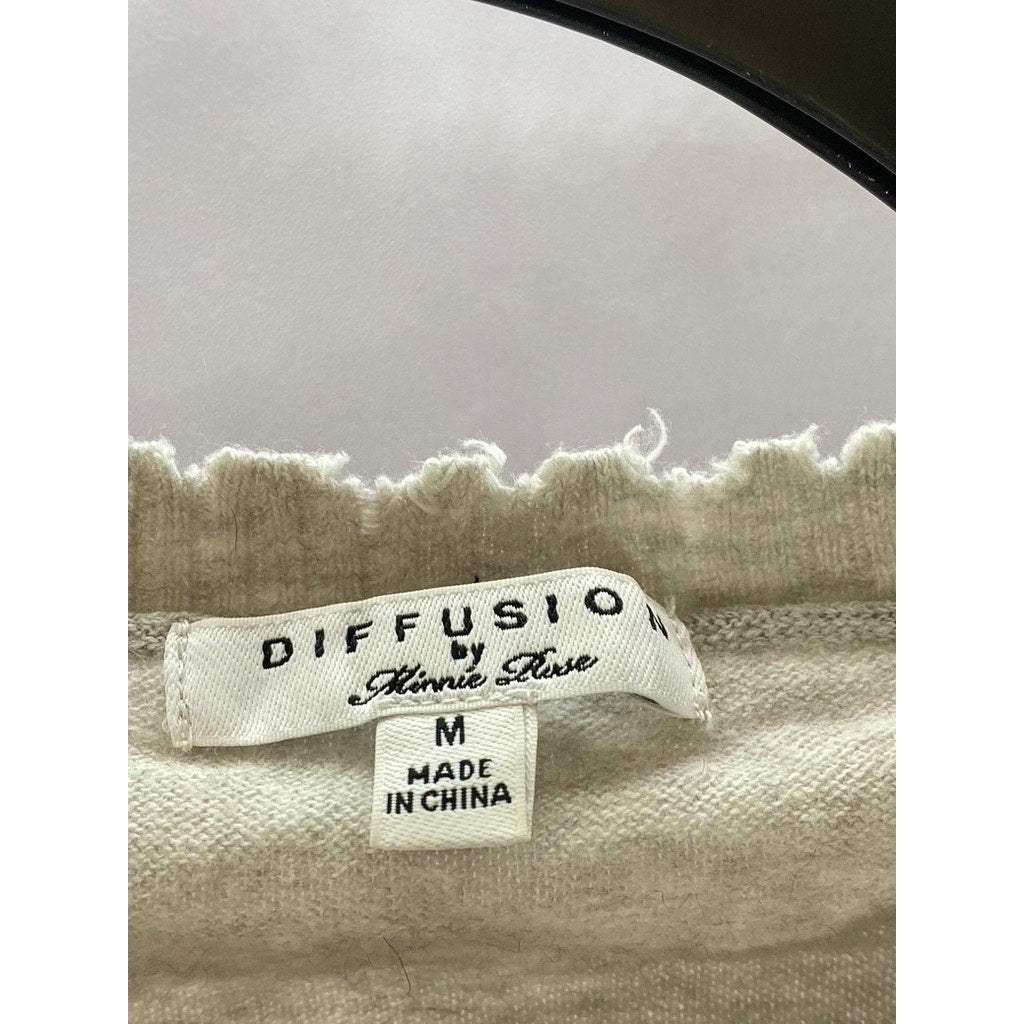 DIFFUSION
by
Minnie Rose
M
MADE
IN CHINA